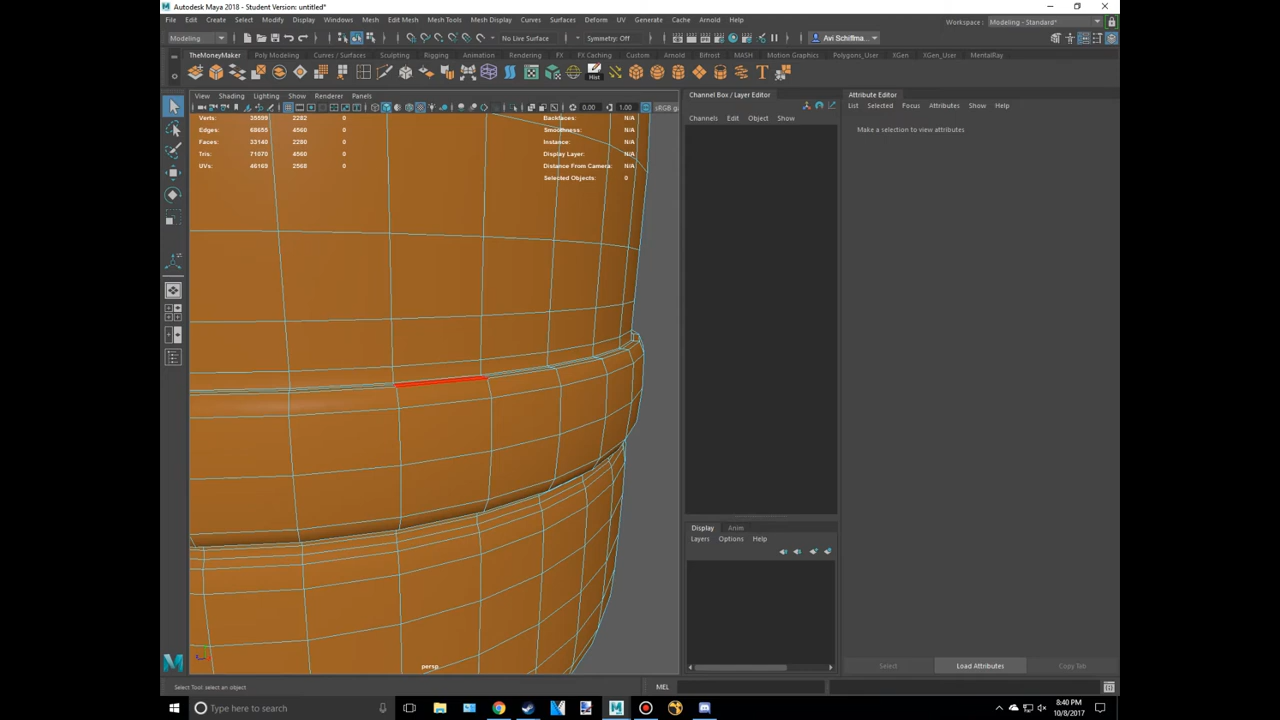 Autodesk Maya 2018 - Student Version: untitled*
File Edit Create Select Modify Display Windows Mesh Edit Mesh Mesh Tools Mesh Display Curves Surfaces Deform UV Generate Cache Arnold Help
Workspace : Modeling - Standard*
Modeling No Live Surface Symmetry: Off Avi Schiffma...
TheMoneyMaker Poly Modeling Curves / Surfaces Sculpting Rigging Animation Rendering FX FX Caching Custom Arnold Bifrost MASH Motion Graphics Polygons_User XGen XGen_User MentalRay
Hist
View Shading Lighting Show Renderer Panels
0.00 1.00
Channel Box / Layer Editor
Channels Edit Object Show
Attribute Editor
List Selected Focus Attributes Show Help
Make a selection to view attributes
Verts: 35599 2282 0
Edges: 68655 4560 0
Faces: 33140 2280 0
Tris: 71070 4560 0
UVs: 46169 2568 0
Backfaces: N/A
Smoothness: N/A
Instance: N/A
Display Layer: N/A
Distance From Camera: N/A
Selected Objects: 0
persp
Display Anim
Layers Options Help
Select Load Attributes Copy Tab
Select Tool: select an object
MEL
Type here to search
8:40 PM
10/8/2017